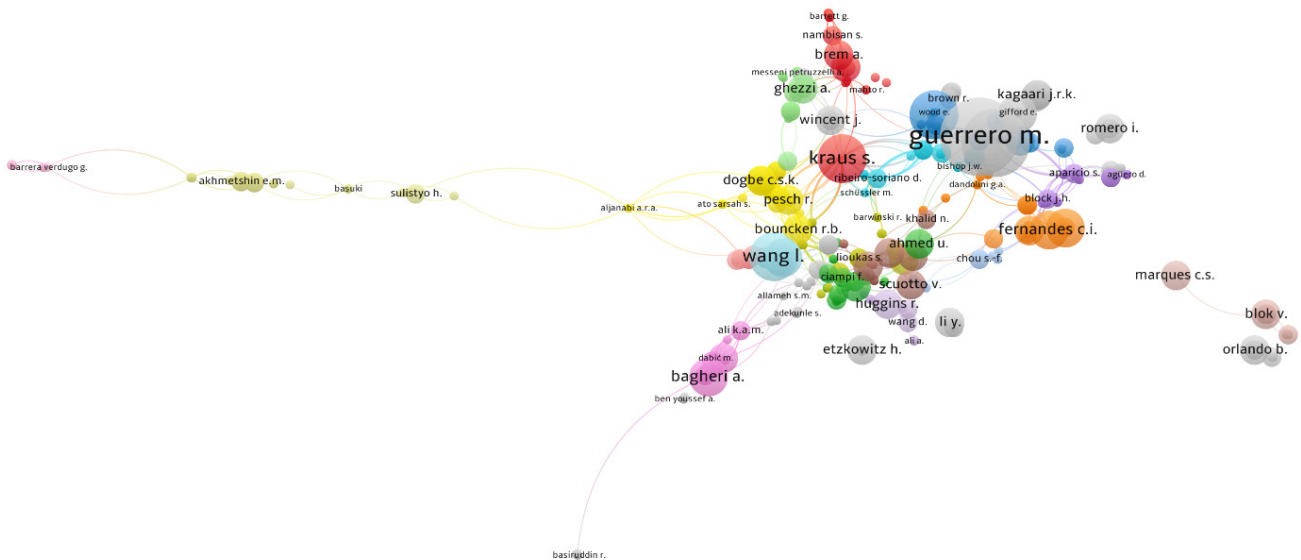 barrett g.
nambisan s.
brem a.
messeni petruzzelli a.
ghezzi a.
mahto r.
brown r.
kagaari j.r.k.
wood e.
gifford e.
wincent j.
guerrero m.
romero i.
kraus s.
bishop j.w.
barrera verdugo g.
akhmetshin e.m.
basuki
sulistyo h.
dogbe c.s.k.
ribeiro-soriano d.
aparicio s.
agüero d.
dandolini g.a.
schüssler m.
pesch r.
block j.h.
aljanabi a.r.a.
ato sarsah s.
barwinski r.
khalid n.
bouncken r.b.
fernandes c.i.
ahmed u.
wang l.
lioukas s.
chou s.-f.
ciampi f.
scuotto v.
marques c.s.
allameh s.m.
huggins r.
adekunle s.
blok v.
wang d.
li y.
ali k.a.m.
ali a.
etzkowitz h.
orlando b.
dabić m.
bagheri a.
ben youssef a.
basiruddin r.